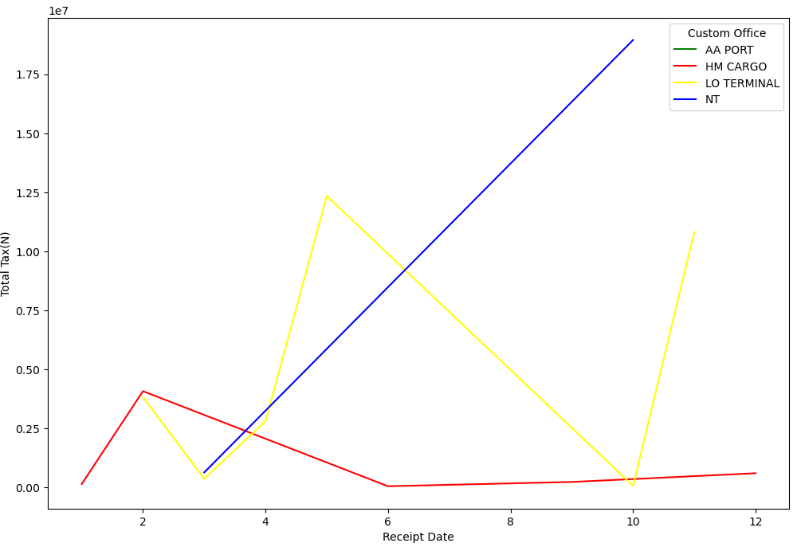 1e7
Custom Office
AA PORT
HM CARGO
LO TERMINAL
NT
1.75
1.50
1.25
1.00
0.75
0.50
0.25
0.00
Total Tax(N)
2 4 6 8 10 12
Receipt Date